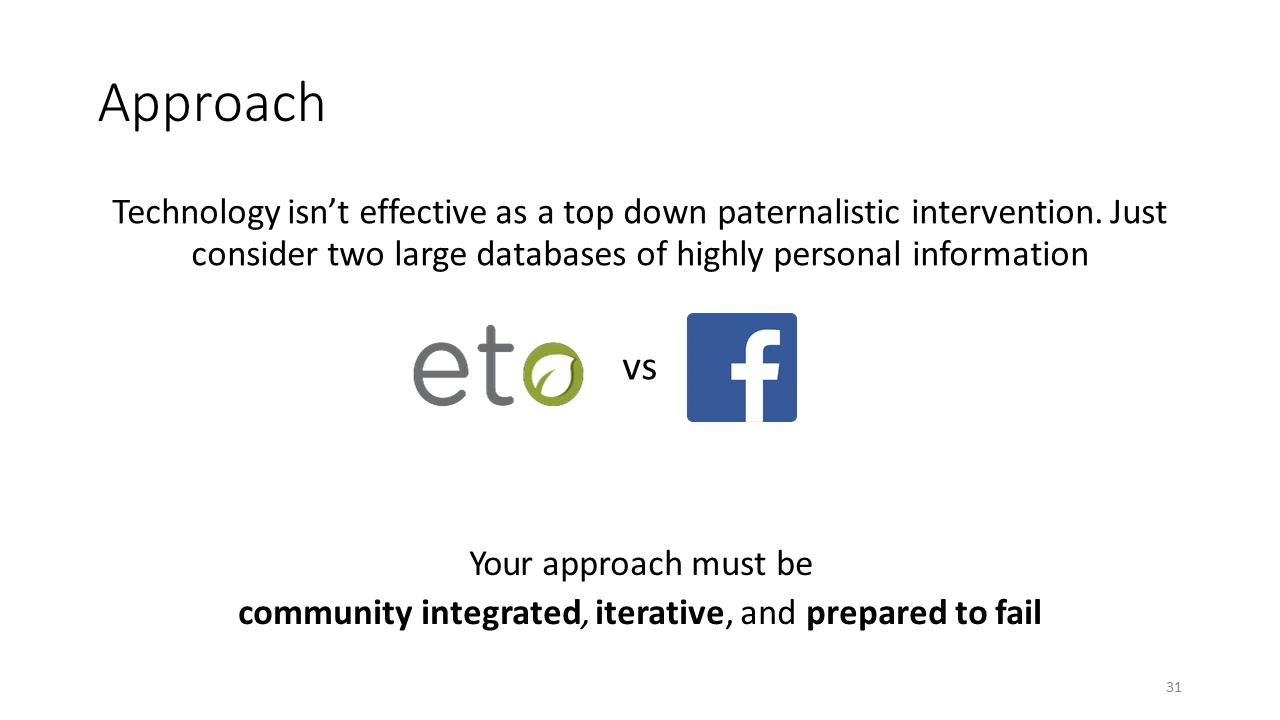 Approach
Technology isn’t effective as a top down paternalistic intervention. Just
consider two large databases of highly personal information
eto vs f
Your approach must be
community integrated, iterative, and prepared to fail
31